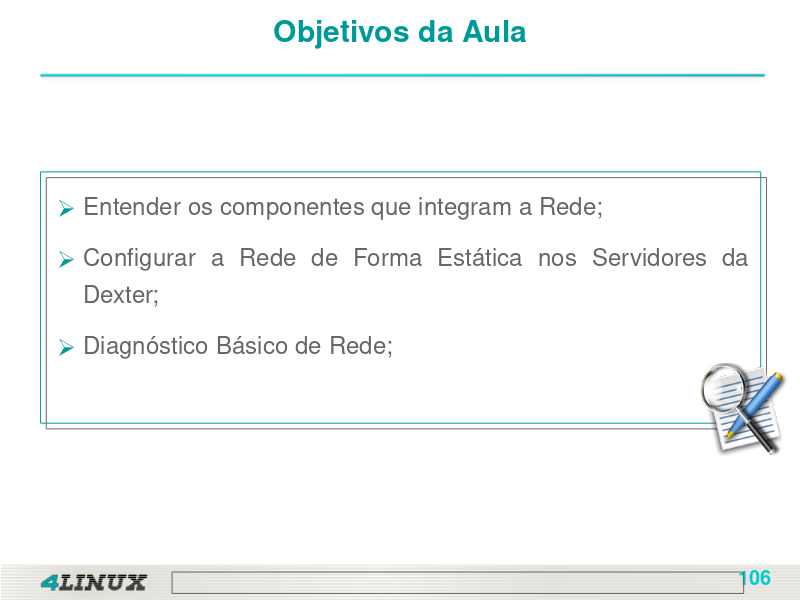 Objetivos da Aula
Entender os componentes que integram a Rede;
Configurar a Rede de Forma Estática nos Servidores da
Dexter;
Diagnóstico Básico de Rede;
4LINUX
106